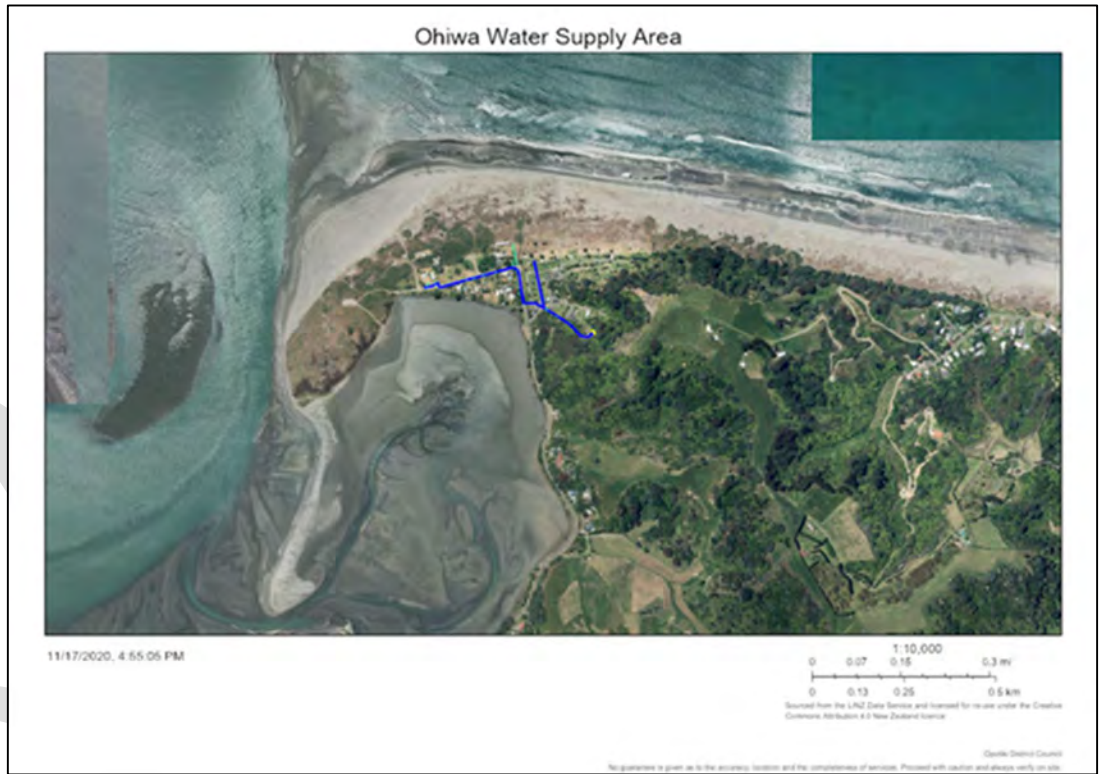 Ohiwa Water Supply Area
11/17/2020, 4:55:05 PM
1:10,000
0 0.07 0.15 0.3 mi
0 0.13 0.25 0.5 km
Sourced from the LINZ Data Service and licensed for re-use under the Creative
Commons Attribution 4.0 New Zealand licence
Opotiki District Council
No guarantee is given as to the accuracy, location and the completeness of services. Proceed with caution and always verify on site.